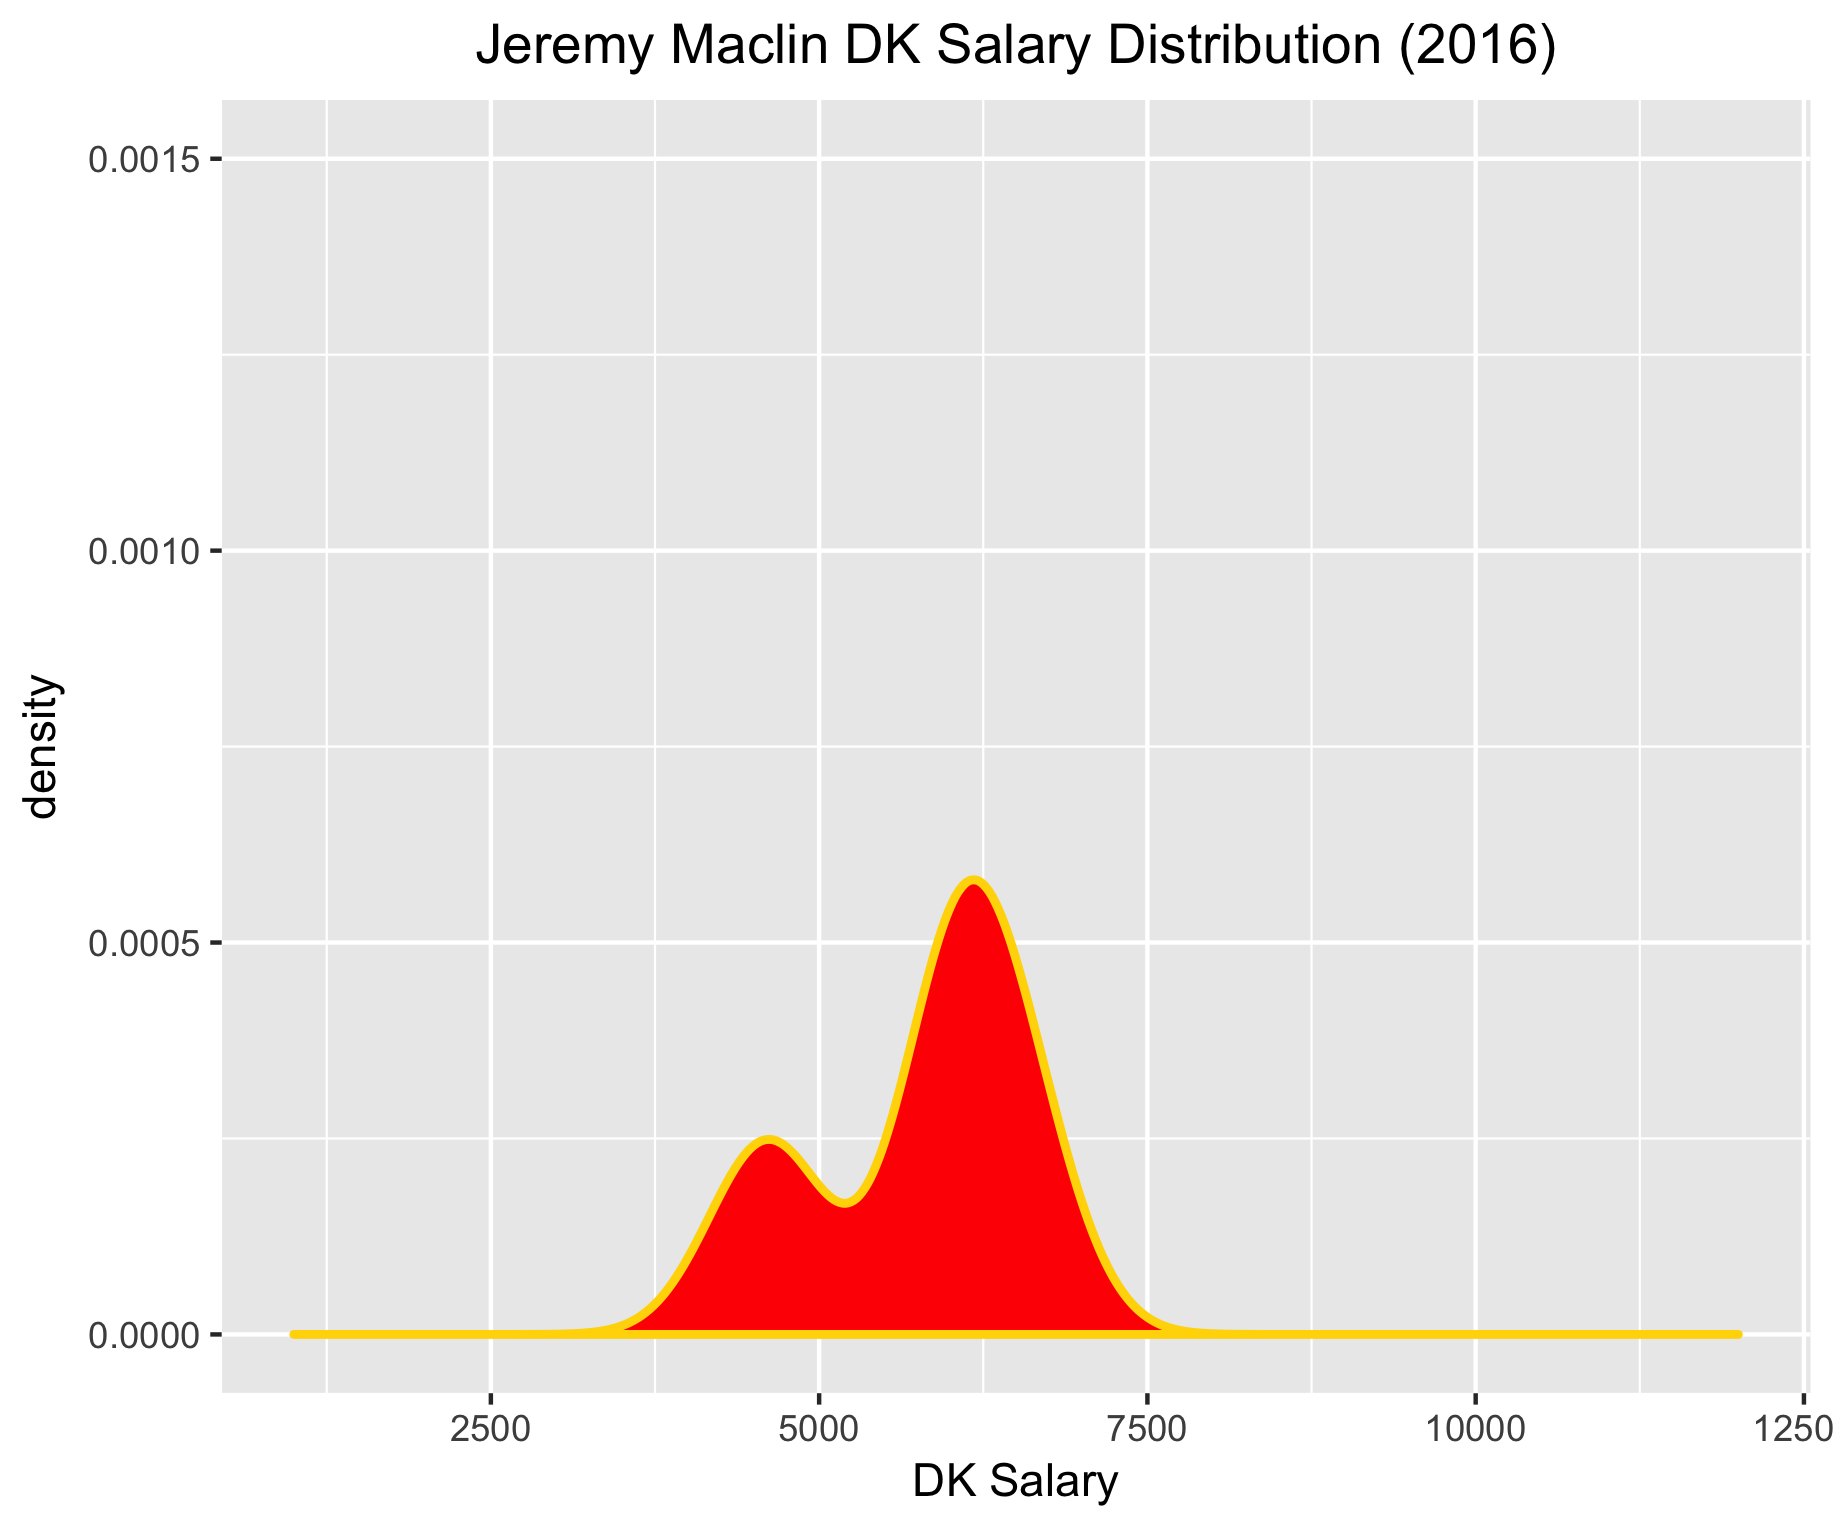 Jeremy Maclin DK Salary Distribution (2016)
0.0015
0.0010
0.0005
0.0000
density
2500 5000 7500 10000 1250
DK Salary